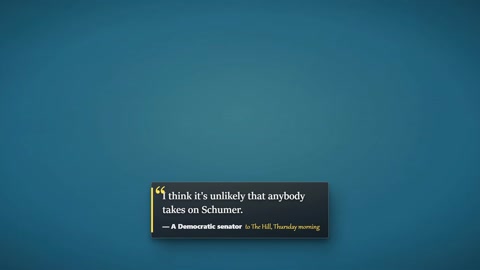 “I think it's unlikely that anybody
takes on Schumer.
— A Democratic senator to The Hill, Thursday morning